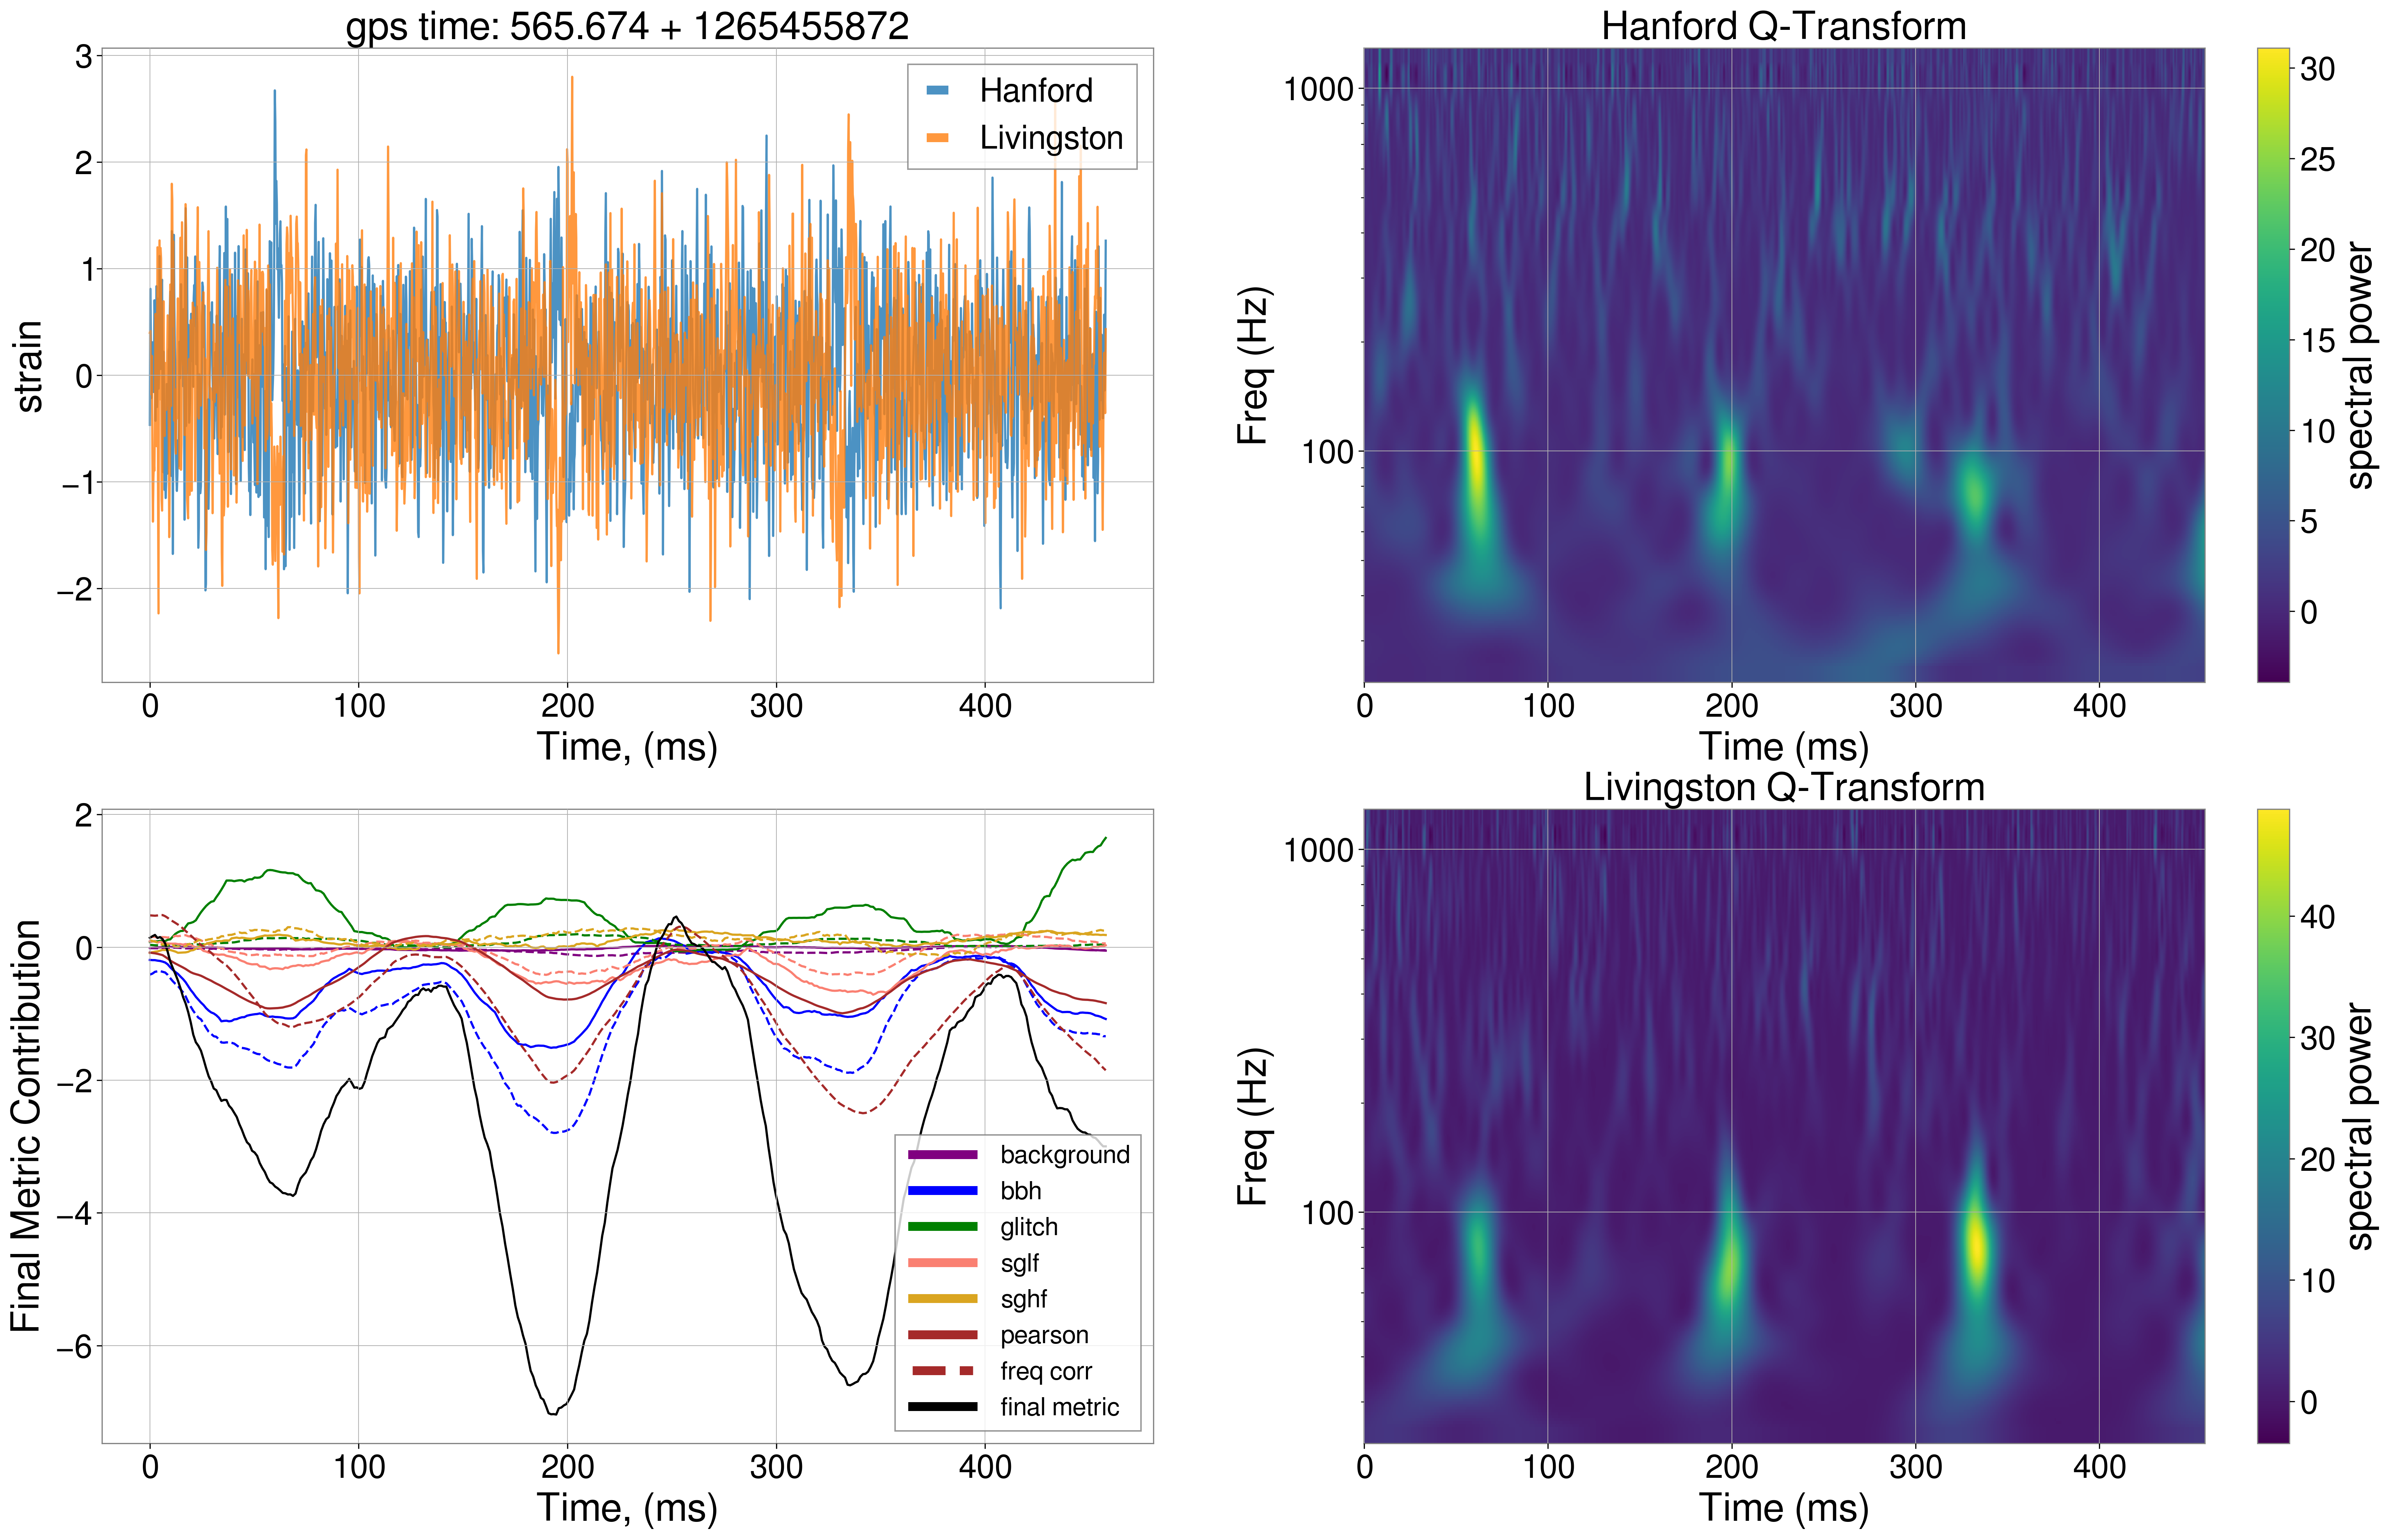 gps time: 565.674 + 1265455872
3
2
1
0
−1
−2
strain
0
100
200
300
400
Time, (ms)
Hanford
Livingston
Hanford Q-Transform
1000
100
Freq (Hz)
0
100
200
300
400
Time (ms)
30
25
20
15
10
5
0
spectral power
2
0
−2
−4
−6
Final Metric Contribution
0
100
200
300
400
Time, (ms)
background
bbh
glitch
sglf
sghf
pearson
freq corr
final metric
Livingston Q-Transform
1000
100
Freq (Hz)
0
100
200
300
400
Time (ms)
40
30
20
10
0
spectral power